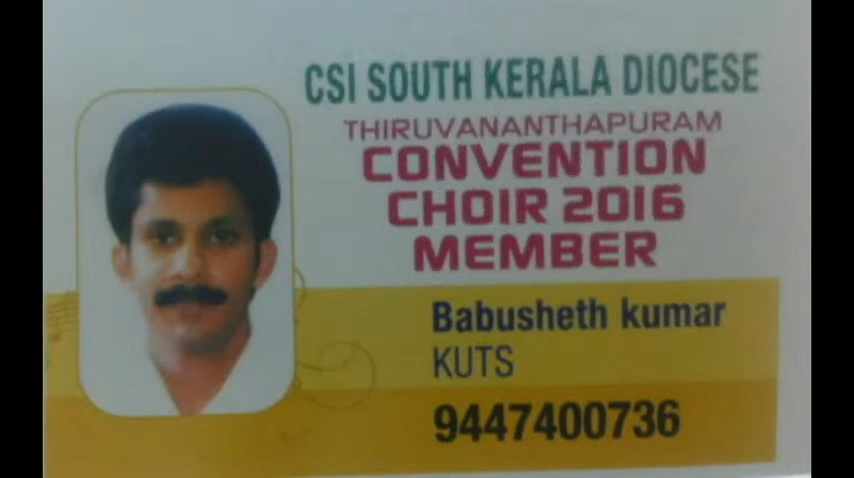 CSI SOUTH KERALA DIOCESE
THIRUVANANTHAPURAM
CONVENTION
CHOIR 2016
MEMBER
Babusheth kumar
KUTS
9447400736